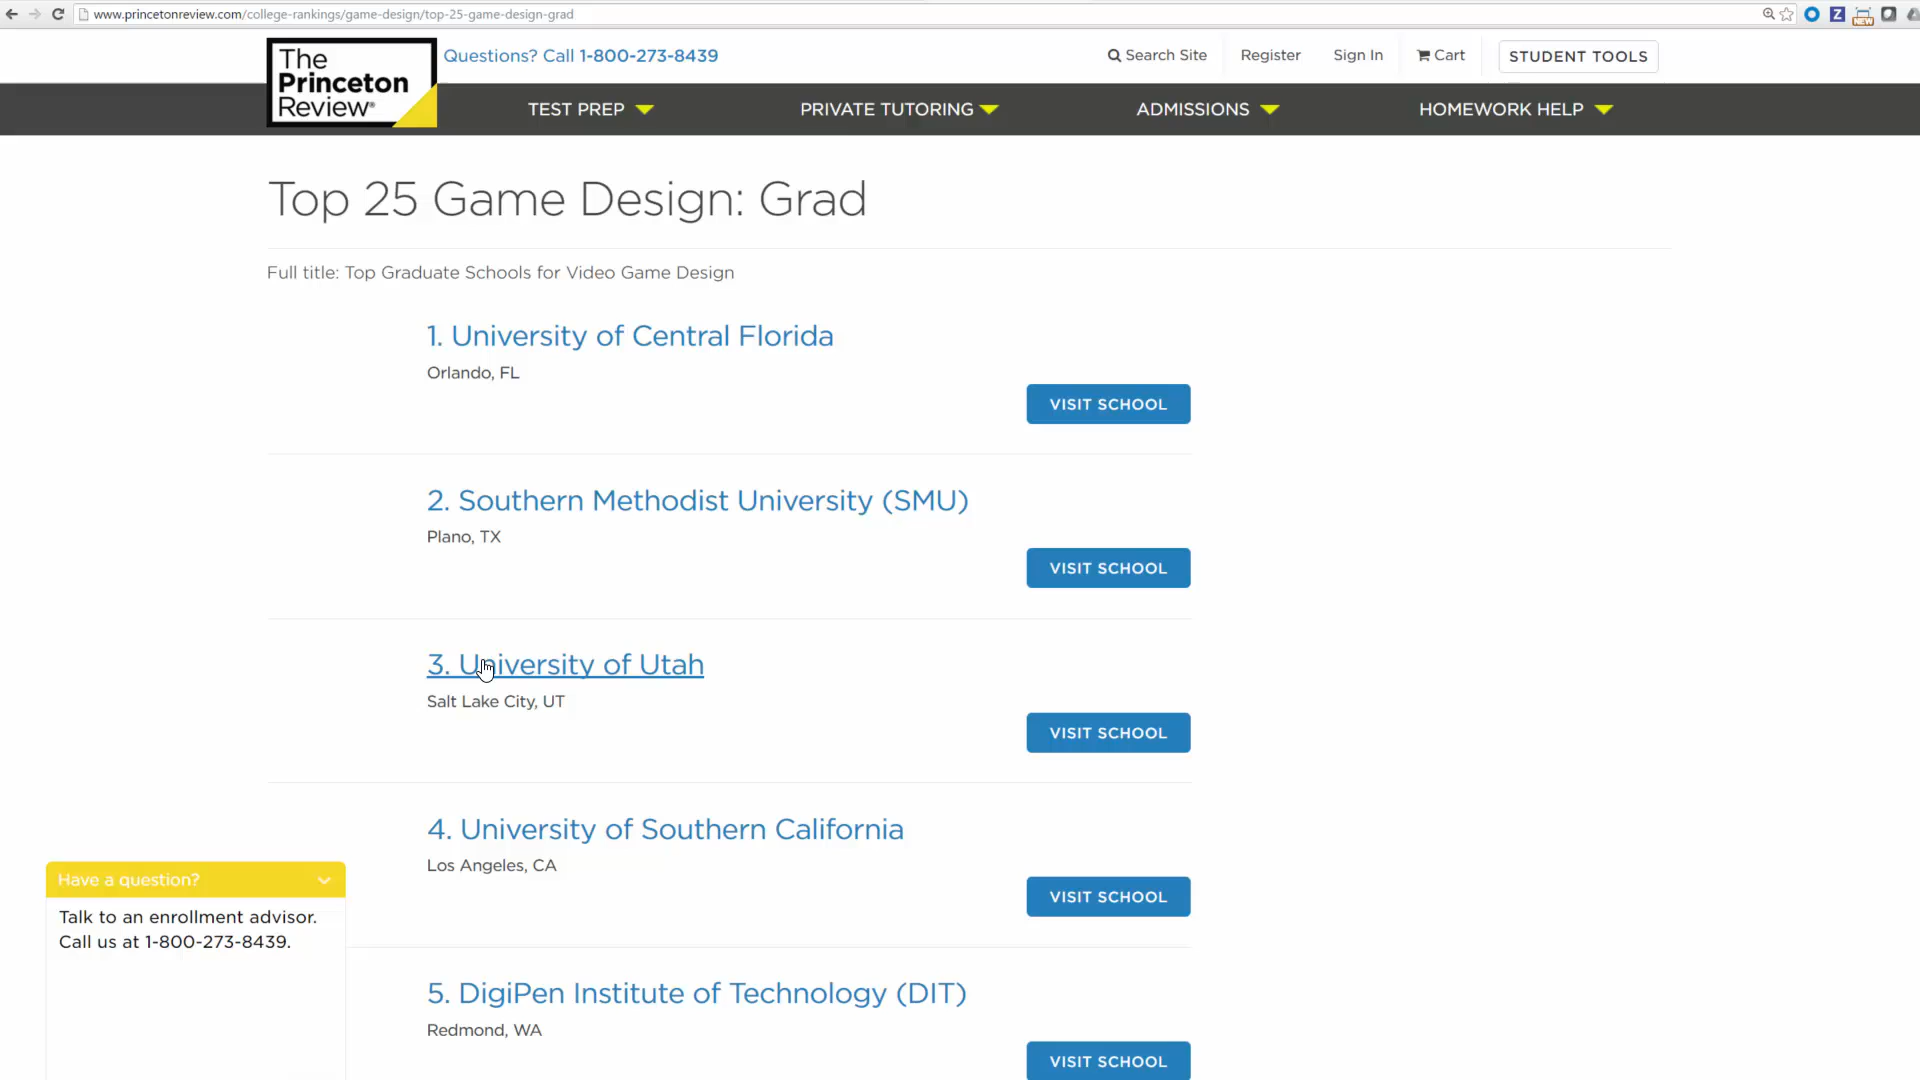 www.princetonreview.com/college-rankings/game-design/top-25-game-design-grad
The Princeton Review®
Questions? Call 1-800-273-8439
Search Site
Register
Sign In
Cart
STUDENT TOOLS
TEST PREP
PRIVATE TUTORING
ADMISSIONS
HOMEWORK HELP
Top 25 Game Design: Grad
Full title: Top Graduate Schools for Video Game Design
1. University of Central Florida
Orlando, FL
VISIT SCHOOL
2. Southern Methodist University (SMU)
Plano, TX
VISIT SCHOOL
3. University of Utah
Salt Lake City, UT
VISIT SCHOOL
4. University of Southern California
Los Angeles, CA
VISIT SCHOOL
5. DigiPen Institute of Technology (DIT)
Redmond, WA
VISIT SCHOOL
Have a question?
Talk to an enrollment advisor.
Call us at 1-800-273-8439.